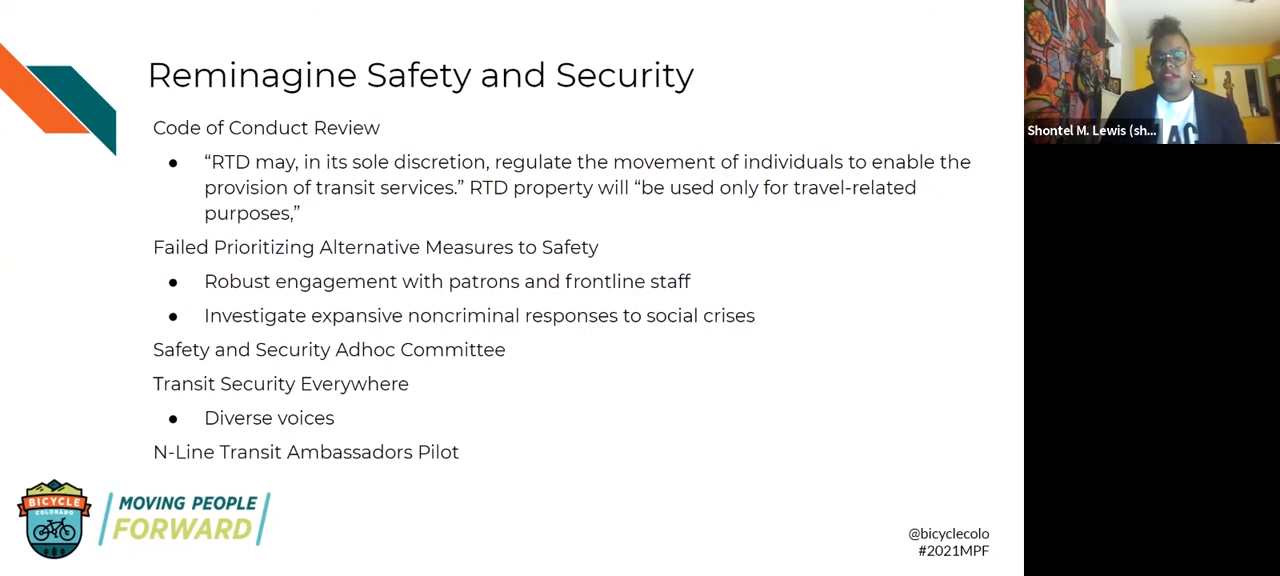 Reminagine Safety and Security
Code of Conduct Review
● “RTD may, in its sole discretion, regulate the movement of individuals to enable the
provision of transit services.” RTD property will “be used only for travel-related
purposes,”
Failed Prioritizing Alternative Measures to Safety
● Robust engagement with patrons and frontline staff
● Investigate expansive noncriminal responses to social crises
Safety and Security Adhoc Committee
Transit Security Everywhere
● Diverse voices
N-Line Transit Ambassadors Pilot
BICYCLE
COLORADO
MOVING PEOPLE
FORWARD
@bicyclecolo
#2021MPF
Shontel M. Lewis (sh...